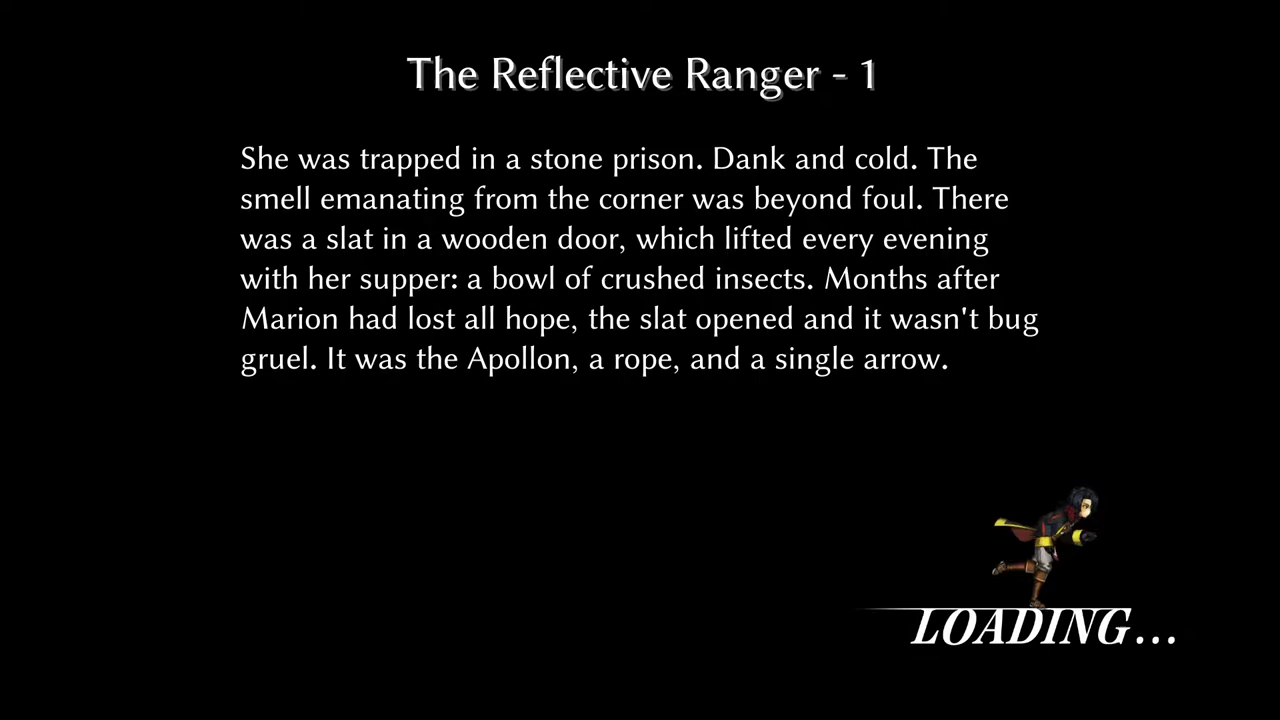 The Reflective Ranger - 1
She was trapped in a stone prison. Dank and cold. The
smell emanating from the corner was beyond foul. There
was a slat in a wooden door, which lifted every evening
with her supper: a bowl of crushed insects. Months after
Marion had lost all hope, the slat opened and it wasn't bug
gruel. It was the Apollon, a rope, and a single arrow.
LOADING...